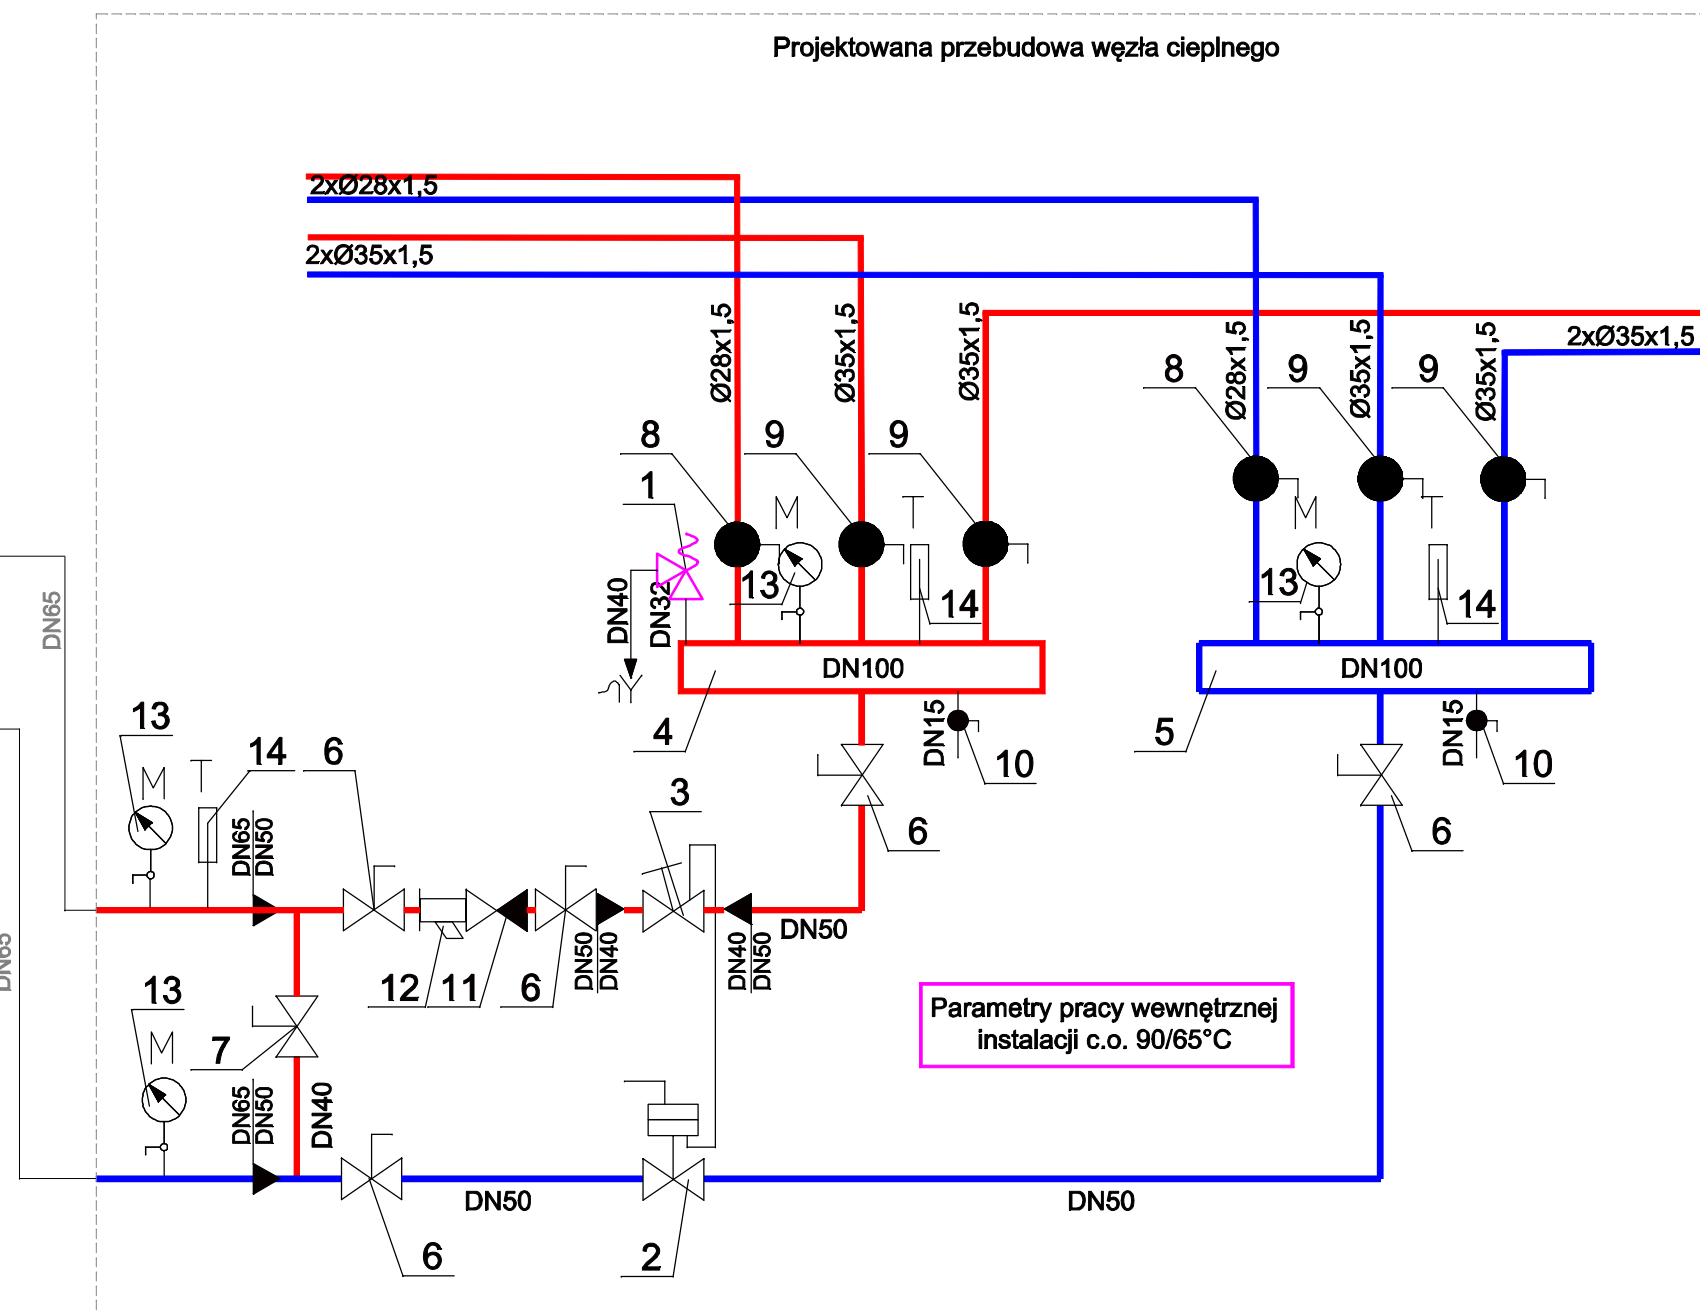 Projektowana przebudowa węzła cieplnego
2xØ28x1,5
2xØ35x1,5
2xØ35x1,5
Ø28x1,5
Ø35x1,5
Ø35x1,5
Ø28x1,5
Ø35x1,5
Ø35x1,5
8
9
9
8
9
9
1
M
T
M
T
13
14
13
14
DN40
DN32
DN65
DN100
DN100
4
DN15
10
5
DN15
10
13
M
T
14
6
3
6
6
DN65
DN50
DN50
DN40
DN40
DN50
DN50
12
11
6
DN65
13
M
7
Parametry pracy wewnętrznej
instalacji c.o. 90/65°C
DN65
DN50
DN40
DN50
DN50
6
2